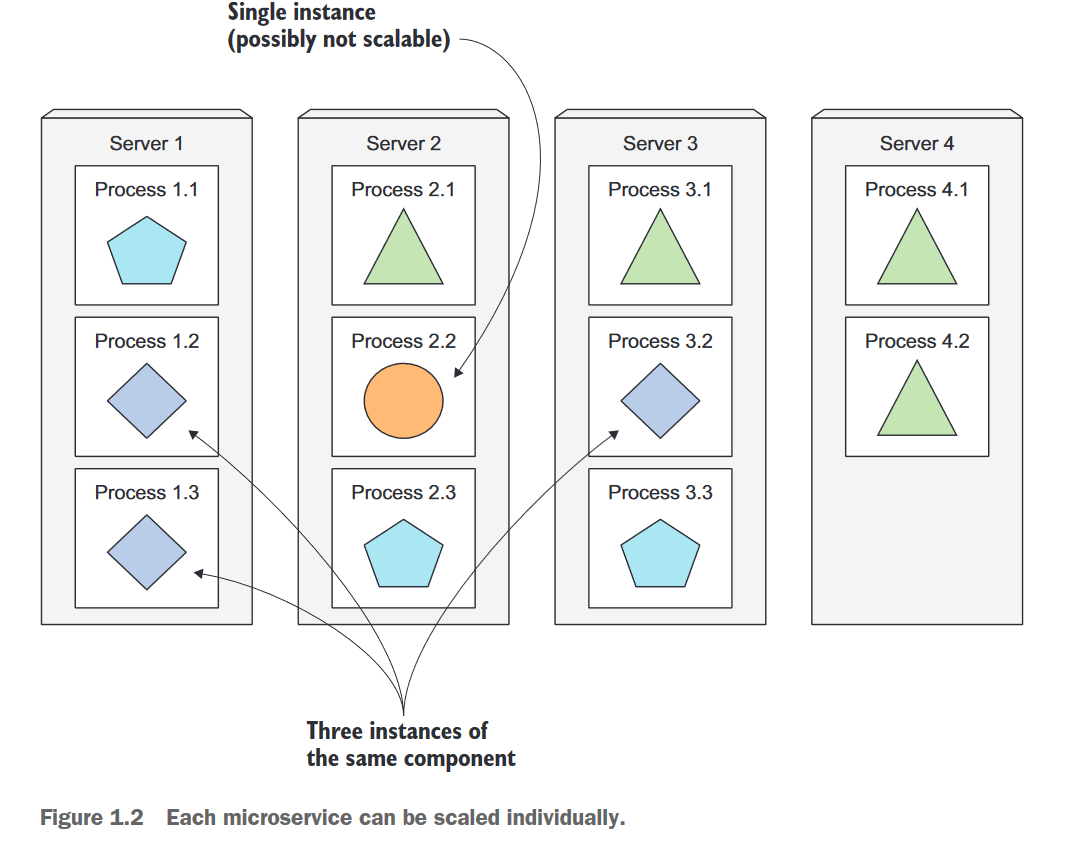 Single instance
(possibly not scalable)
Server 1
Process 1.1
Process 1.2
Process 1.3
Server 2
Process 2.1
Process 2.2
Process 2.3
Server 3
Process 3.1
Process 3.2
Process 3.3
Server 4
Process 4.1
Process 4.2
Three instances of
the same component
Figure 1.2 Each microservice can be scaled individually.